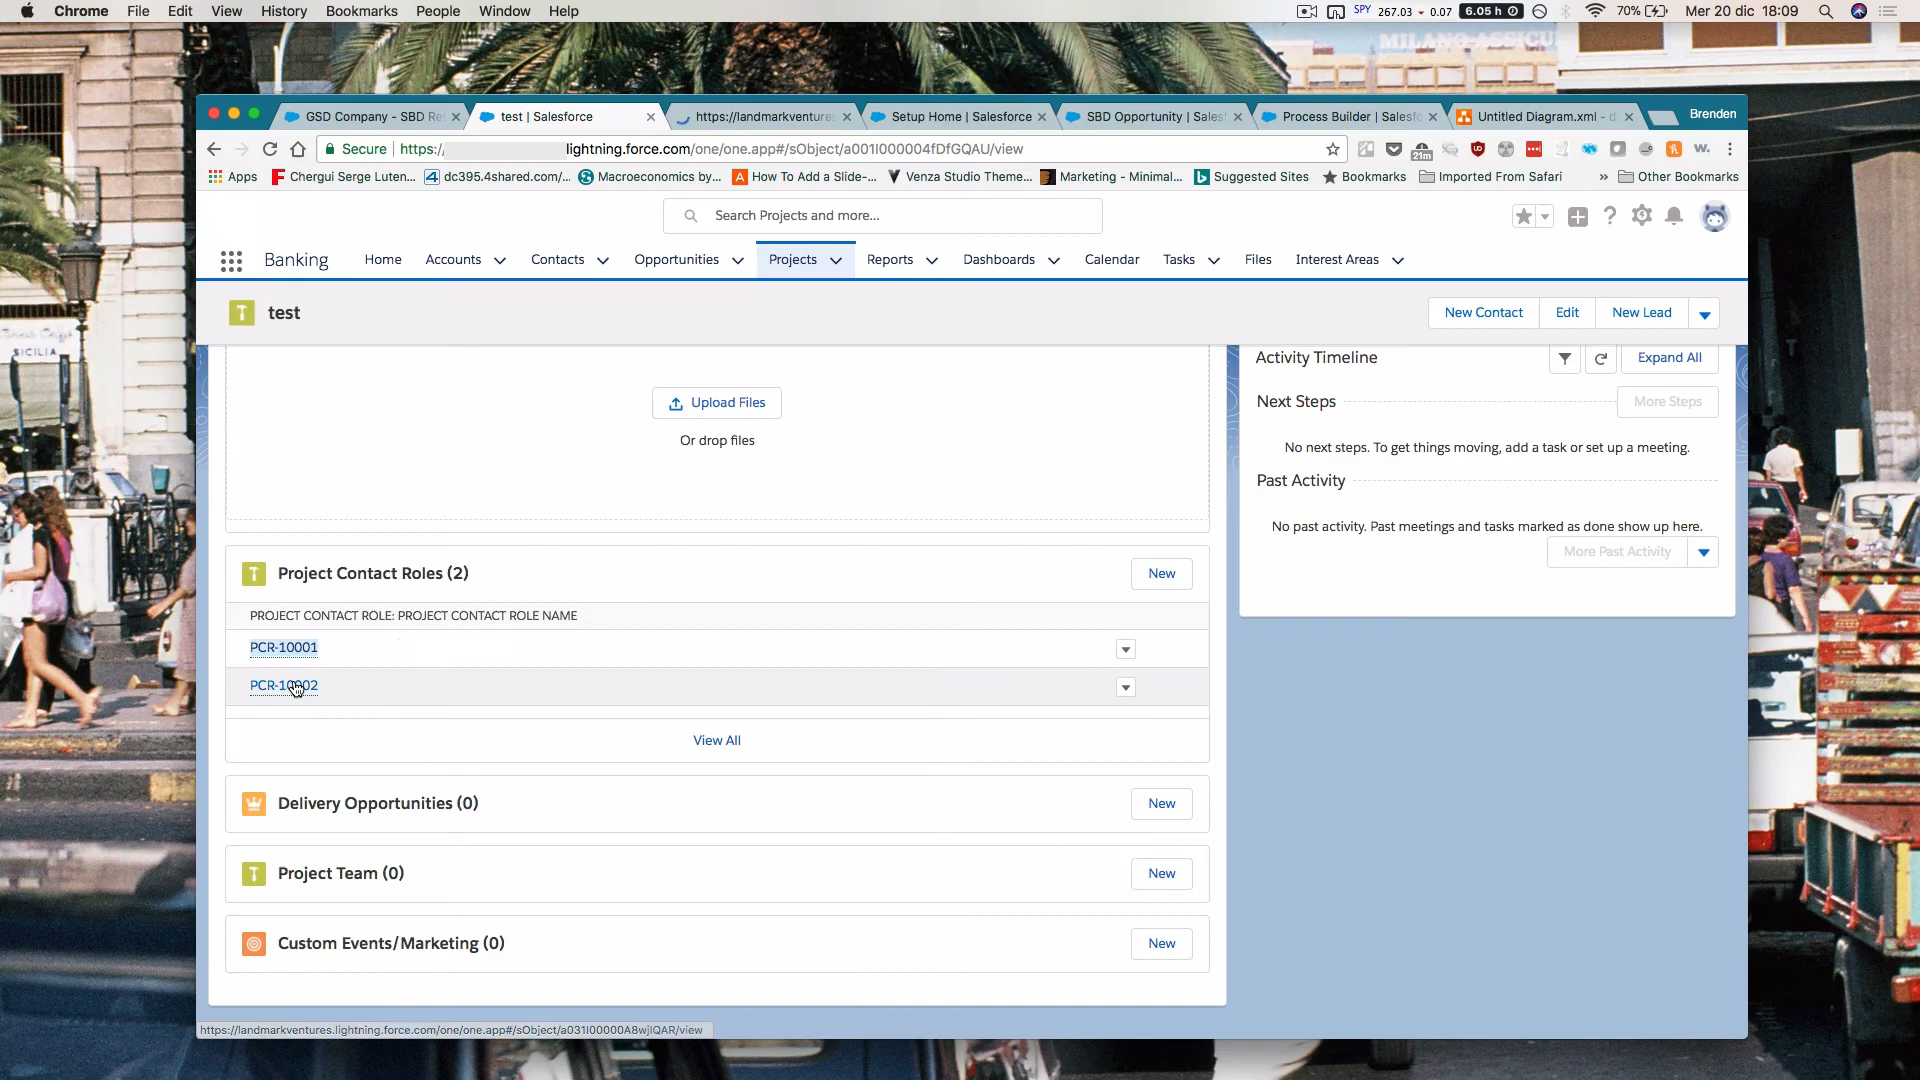 Chrome File Edit View History Bookmarks People Window Help
SPY 267.03 0.07 6.05 h 70% Mer 20 dic 18:09
MILANO ASSICU
GSD Company - SBD Re
test | Salesforce
https://landmarkventures
Setup Home | Salesforce
SBD Opportunity | Salesf
Process Builder | Salesfo
Untitled Diagram.xml - d
Brenden
Secure https:// lightning.force.com/one/one.app#/sObject/a001I000004fDfGQAU/view
21m
Apps Chergui Serge Luten... dc395.4shared.com/... Macroeconomics by... How To Add a Slide-... Venza Studio Theme... Marketing - Minimal... Suggested Sites Bookmarks Imported From Safari » Other Bookmarks
Search Projects and more...
Banking Home Accounts Contacts Opportunities Projects Reports Dashboards Calendar Tasks Files Interest Areas
test
New Contact Edit New Lead
SICILIA
Upload Files
Or drop files
Project Contact Roles (2)
New
PROJECT CONTACT ROLE: PROJECT CONTACT ROLE NAME
PCR-10001
PCR-10002
View All
Delivery Opportunities (0)
New
Project Team (0)
New
Custom Events/Marketing (0)
New
Activity Timeline
Expand All
Next Steps
More Steps
No next steps. To get things moving, add a task or set up a meeting.
Past Activity
No past activity. Past meetings and tasks marked as done show up here.
More Past Activity
https://landmarkventures.lightning.force.com/one/one.app#/sObject/a031I00000A8wjIQAR/view